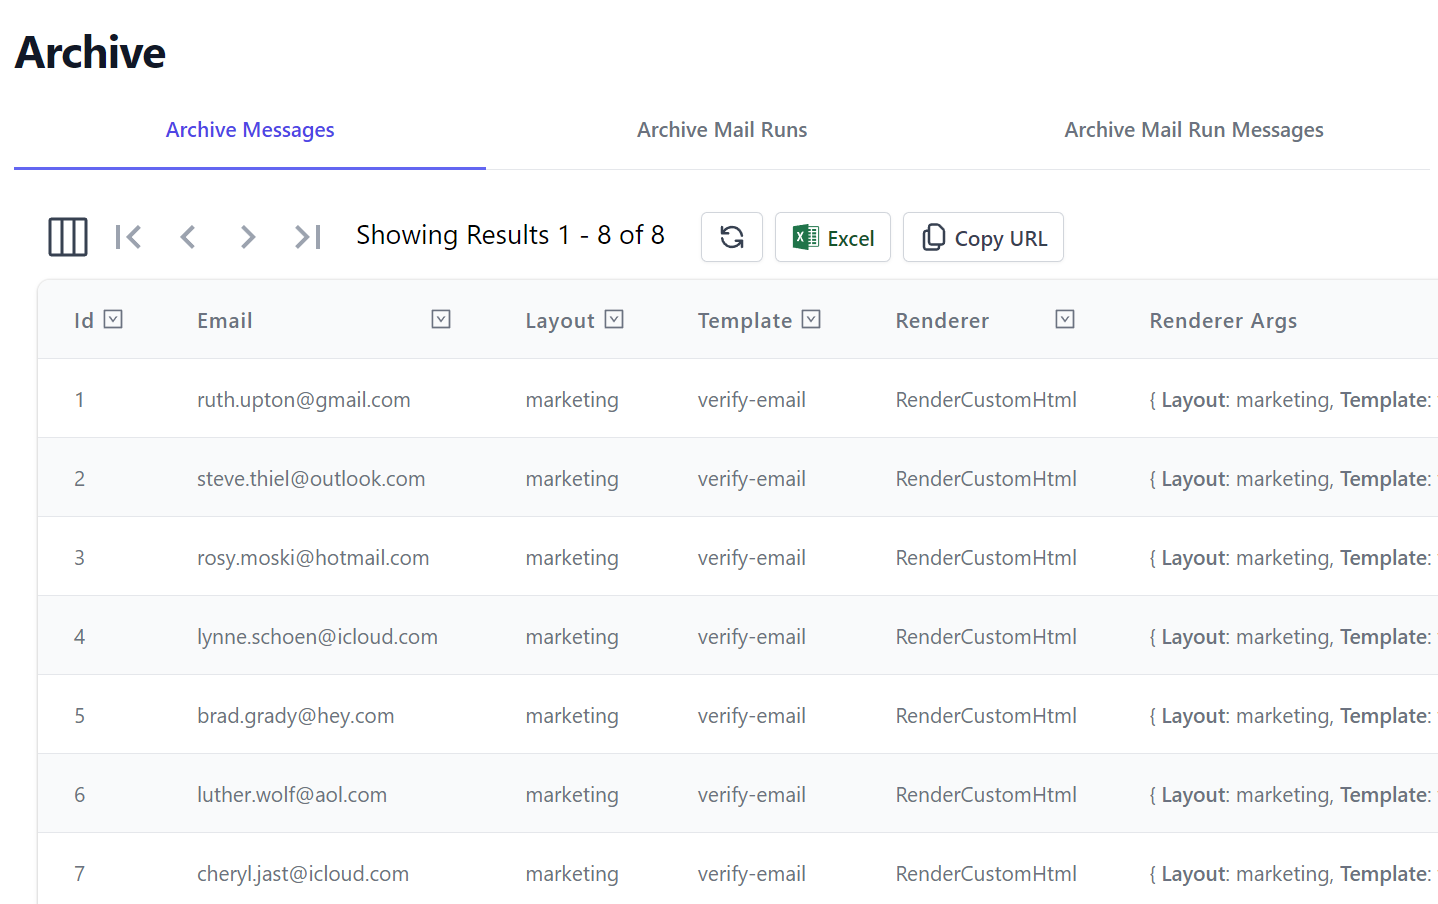 Archive
Archive Messages Archive Mail Runs Archive Mail Run Messages
Showing Results 1 - 8 of 8 Excel Copy URL
Id Email Layout Template Renderer Renderer Args
1 ruth.upton@gmail.com marketing verify-email RenderCustomHtml { Layout: marketing, Template:
2 steve.thiel@outlook.com marketing verify-email RenderCustomHtml { Layout: marketing, Template:
3 rosy.moski@hotmail.com marketing verify-email RenderCustomHtml { Layout: marketing, Template:
4 lynne.schoen@icloud.com marketing verify-email RenderCustomHtml { Layout: marketing, Template:
5 brad.grady@hey.com marketing verify-email RenderCustomHtml { Layout: marketing, Template:
6 luther.wolf@aol.com marketing verify-email RenderCustomHtml { Layout: marketing, Template:
7 cheryl.jast@icloud.com marketing verify-email RenderCustomHtml { Layout: marketing, Template: